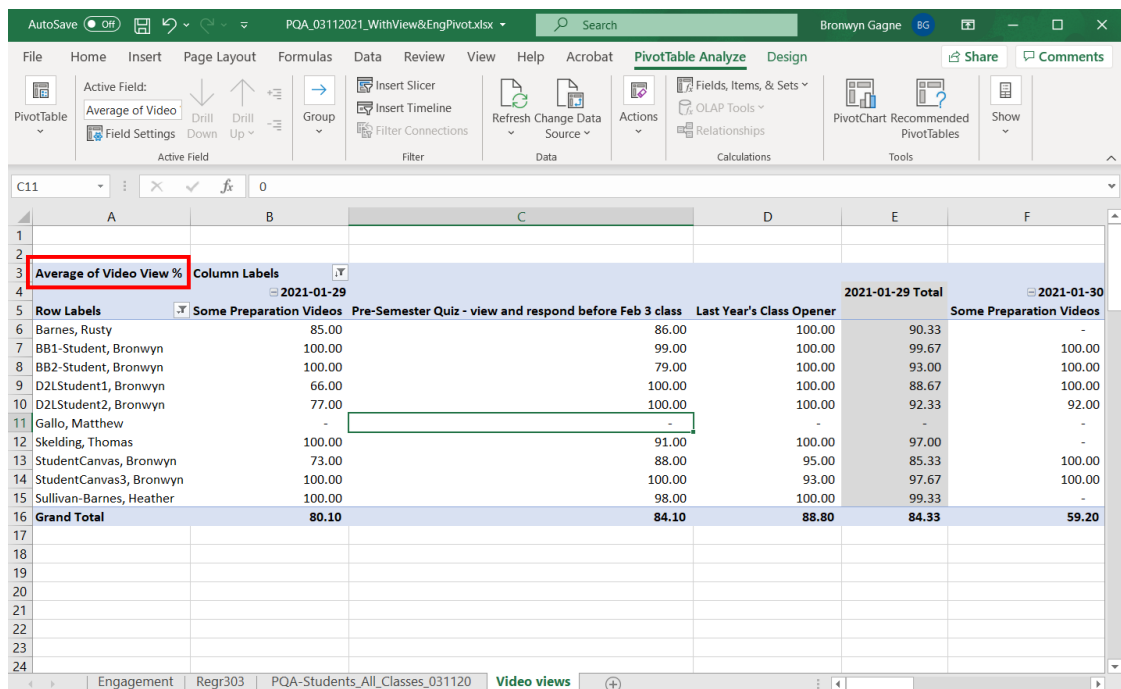 AutoSave Off PQA_03112021_WithView&EngPivot.xlsx Search Bronwyn Gagne BG
File Home Insert Page Layout Formulas Data Review View Help Acrobat PivotTable Analyze Design Share Comments
PivotTable
Active Field:
Average of Video
Field Settings
Drill Down
Drill Up
Active Field
Group
Insert Slicer
Insert Timeline
Filter Connections
Filter
Refresh
Change Data Source
Data
Actions
Fields, Items, & Sets
OLAP Tools
Relationships
Calculations
PivotChart
Recommended PivotTables
Tools
Show
C11 fx 0
A B C D E F
1
2
3 Average of Video View % Column Labels
4 2021-01-29 2021-01-29 Total 2021-01-30
5 Row Labels Some Preparation Videos Pre-Semester Quiz - view and respond before Feb 3 class Last Year's Class Opener Some Preparation Videos
6 Barnes, Rusty 85.00 86.00 100.00 90.33 -
7 BB1-Student, Bronwyn 100.00 99.00 100.00 99.67 100.00
8 BB2-Student, Bronwyn 100.00 79.00 100.00 93.00 100.00
9 D2LStudent1, Bronwyn 66.00 100.00 100.00 88.67 100.00
10 D2LStudent2, Bronwyn 77.00 100.00 100.00 92.33 92.00
11 Gallo, Matthew - - - - -
12 Skelding, Thomas 100.00 91.00 100.00 97.00 -
13 StudentCanvas, Bronwyn 73.00 88.00 95.00 85.33 100.00
14 StudentCanvas3, Bronwyn 100.00 100.00 93.00 97.67 100.00
15 Sullivan-Barnes, Heather 100.00 98.00 100.00 99.33 -
16 Grand Total 80.10 84.10 88.80 84.33 59.20
17
18
19
20
21
22
23
24
Engagement Regr303 PQA-Students_All_Classes_031120 Video views